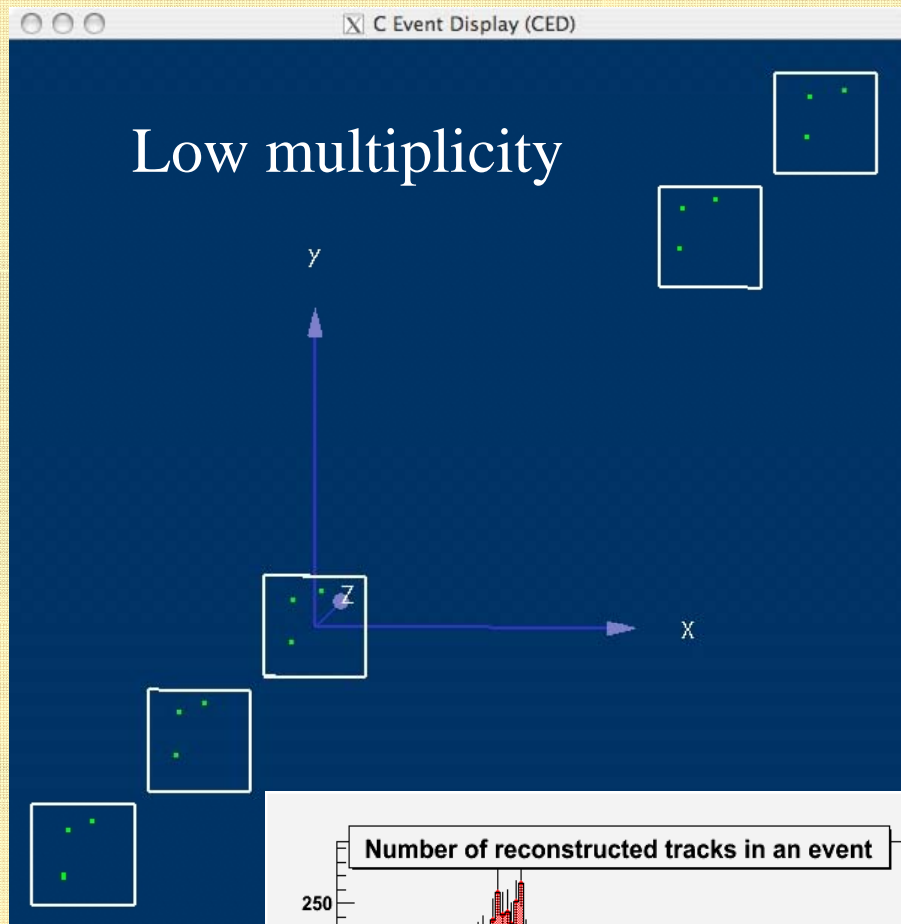 X C Event Display (CED)
Low multiplicity
y
Z
X
Number of reconstructed tracks in an event
250